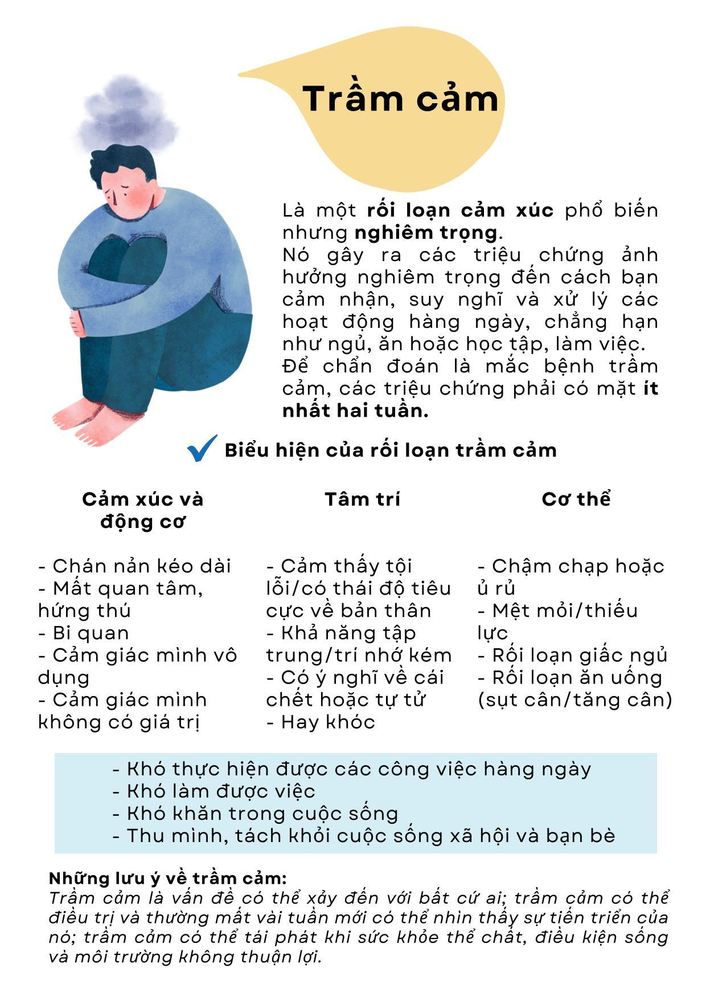 Trầm cảm
Là một rối loạn cảm xúc phổ biến
nhưng nghiêm trọng.
Nó gây ra các triệu chứng ảnh
hưởng nghiêm trọng đến cách bạn
cảm nhận, suy nghĩ và xử lý các
hoạt động hàng ngày, chẳng hạn
như ngủ, ăn hoặc học tập, làm việc.
Để chẩn đoán là mắc bệnh trầm
cảm, các triệu chứng phải có mặt ít
nhất hai tuần.
Biểu hiện của rối loạn trầm cảm
Cảm xúc và
động cơ
- Chán nản kéo dài
- Mất quan tâm,
hứng thú
- Bi quan
- Cảm giác mình vô
dụng
- Cảm giác mình
không có giá trị
Tâm trí
- Cảm thấy tội
lỗi/có thái độ tiêu
cực về bản thân
- Khả năng tập
trung/trí nhớ kém
- Có ý nghĩ về cái
chết hoặc tự tử
- Hay khóc
Cơ thể
- Chậm chạp hoặc
ủ rủ
- Mệt mỏi/thiếu
lực
- Rối loạn giấc ngủ
- Rối loạn ăn uống
(sụt cân/tăng cân)
- Khó thực hiện được các công việc hàng ngày
- Khó làm được việc
- Khó khăn trong cuộc sống
- Thu mình, tách khỏi cuộc sống xã hội và bạn bè
Những lưu ý về trầm cảm:
Trầm cảm là vấn đề có thể xảy đến với bất cứ ai; trầm cảm có thể
điều trị và thường mất vài tuần mới có thể nhìn thấy sự tiến triển của
nó; trầm cảm có thể tái phát khi sức khỏe thể chất, điều kiện sống
và môi trường không thuận lợi.